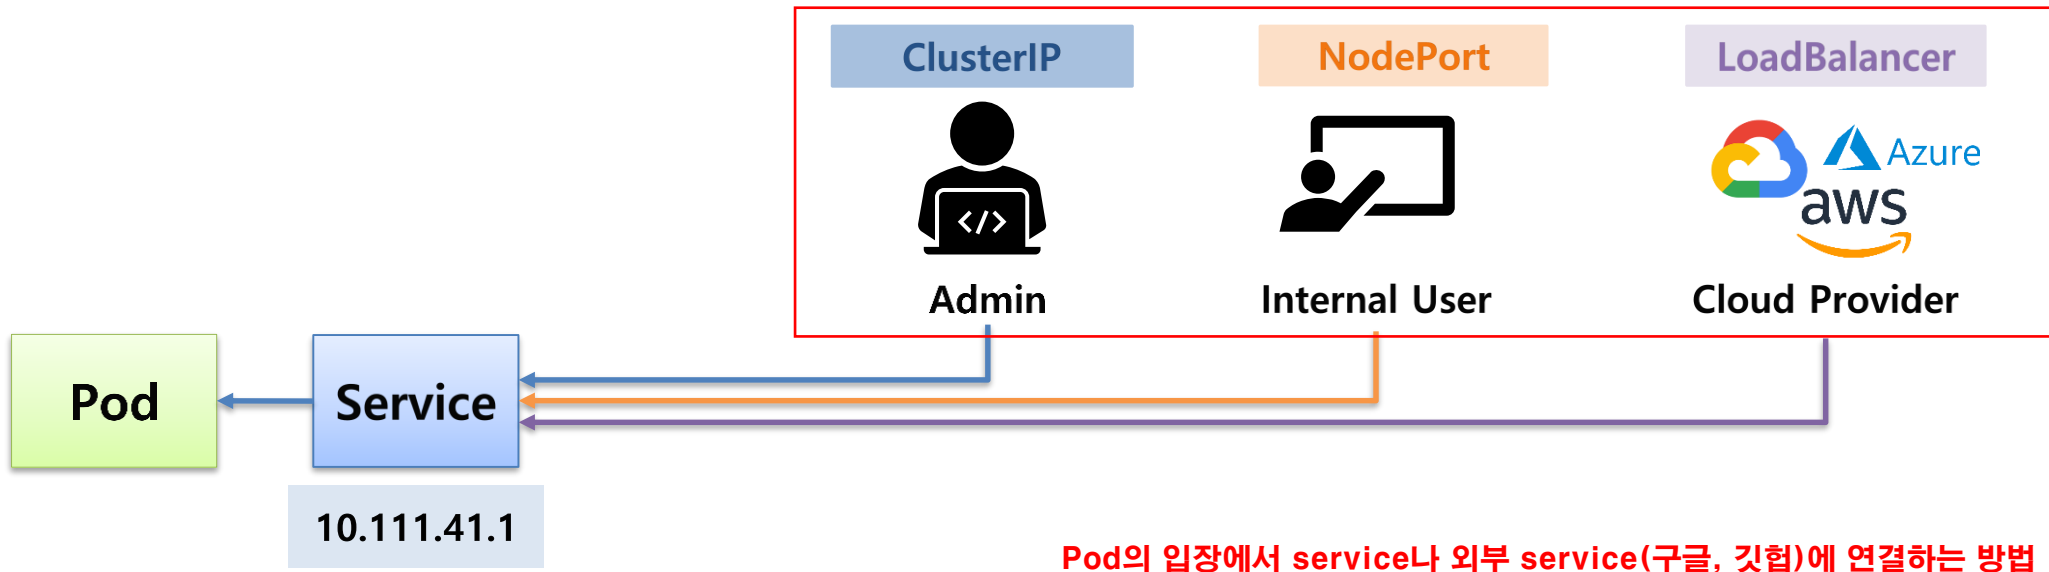 ClusterIP
NodePort
LoadBalancer
</>
Azure
aws
Admin
Internal User
Cloud Provider
Pod
Service
10.111.41.1
Pod의 입장에서 service나 외부 service(구글, 깃헙)에 연결하는 방법